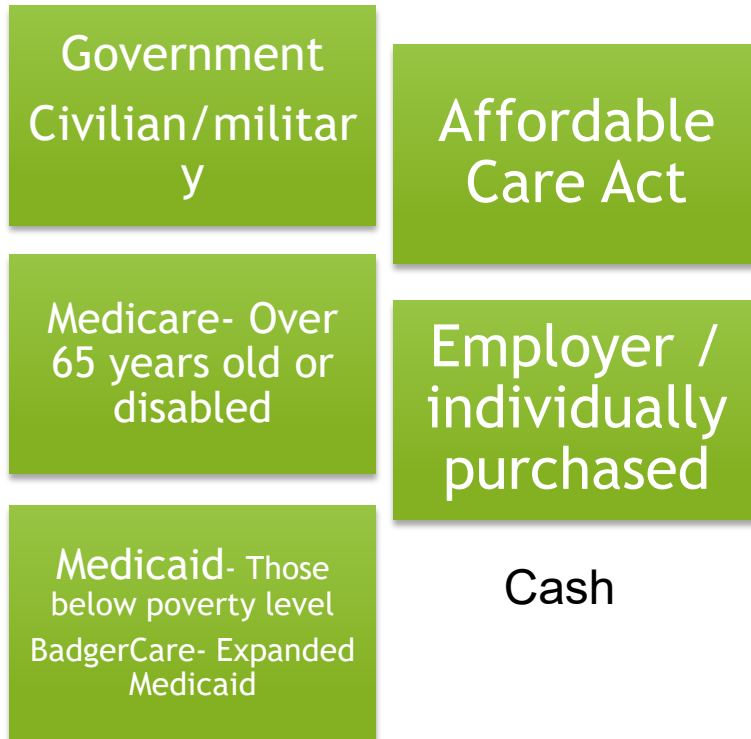 Government
Civilian/militar
y
Medicare- Over
65 years old or
disabled
Medicaid- Those
below poverty level
BadgerCare- Expanded
Medicaid
Affordable
Care Act
Employer /
individually
purchased
Cash